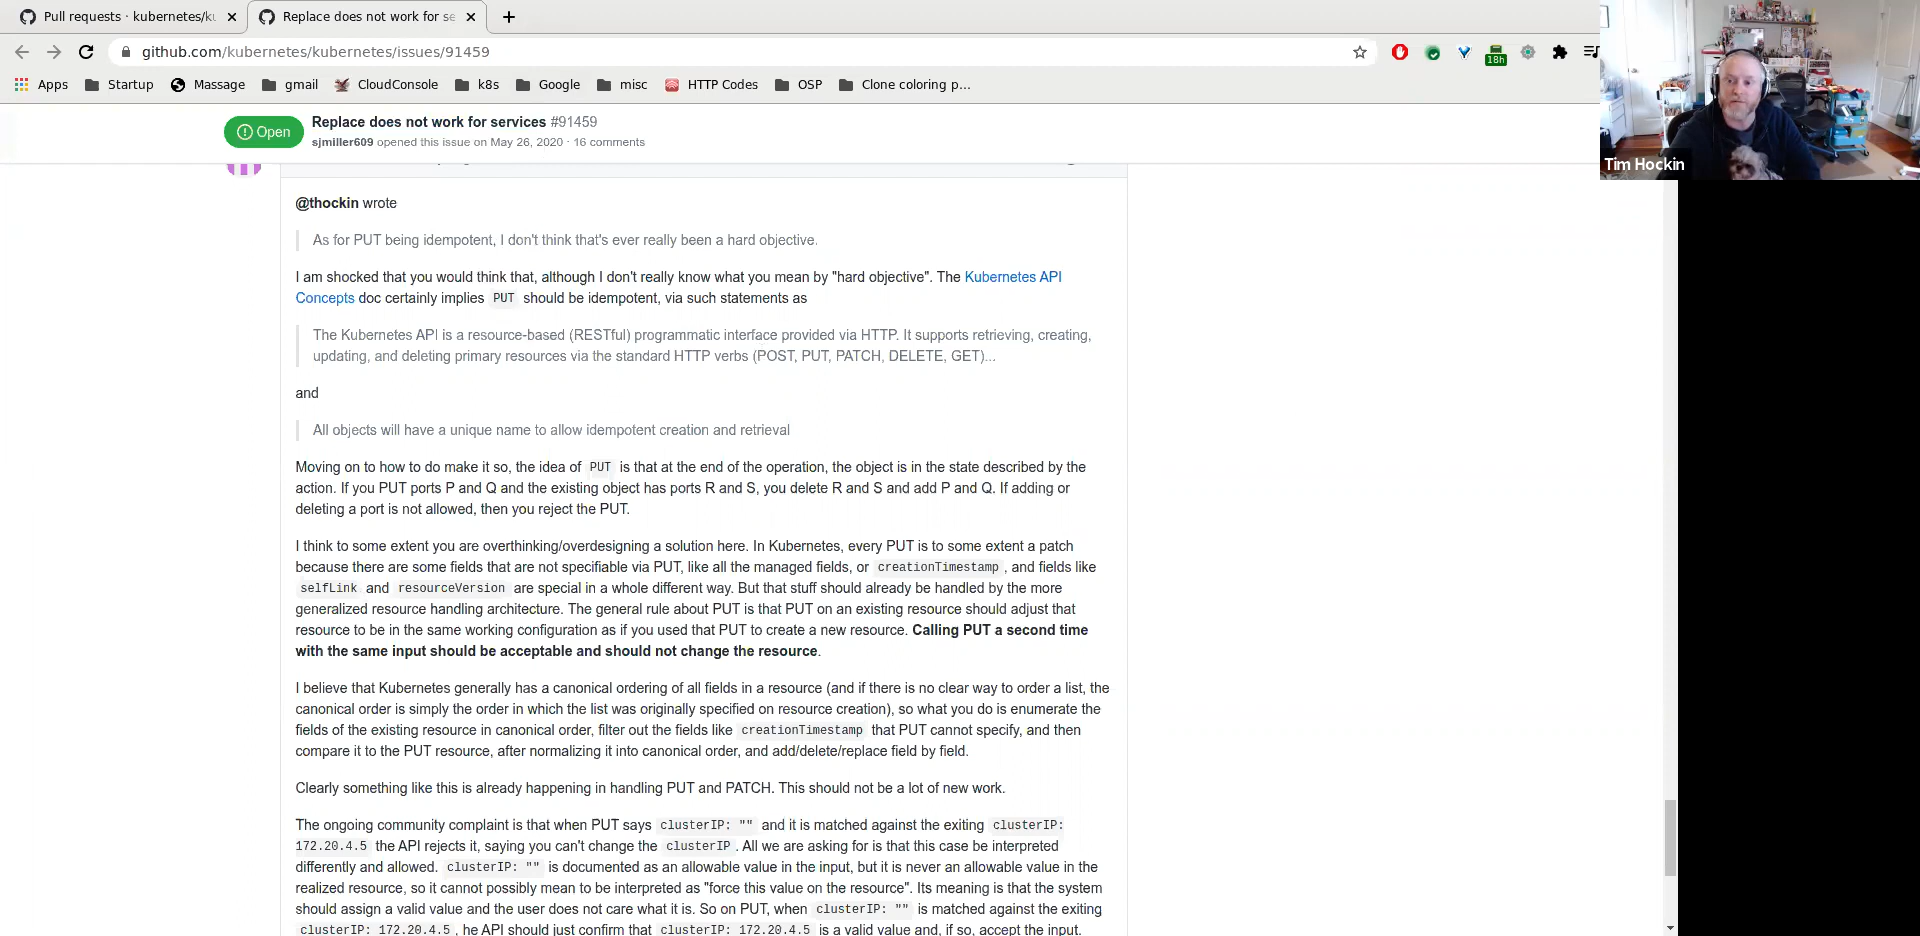 Pull requests · kubernetes/ku
Replace does not work for se
github.com/kubernetes/kubernetes/issues/91459
18h
Apps
Startup
Massage
gmail
CloudConsole
k8s
Google
misc
HTTP Codes
OSP
Clone coloring p...
Open
Replace does not work for services #91459
sjmiller609 opened this issue on May 26, 2020 · 16 comments
Tim Hockin
@thockin wrote
As for PUT being idempotent, I don't think that's ever really been a hard objective.
I am shocked that you would think that, although I don't really know what you mean by "hard objective". The Kubernetes API
Concepts doc certainly implies PUT should be idempotent, via such statements as
The Kubernetes API is a resource-based (RESTful) programmatic interface provided via HTTP. It supports retrieving, creating,
updating, and deleting primary resources via the standard HTTP verbs (POST, PUT, PATCH, DELETE, GET)...
and
All objects will have a unique name to allow idempotent creation and retrieval
Moving on to how to do make it so, the idea of PUT is that at the end of the operation, the object is in the state described by the
action. If you PUT ports P and Q and the existing object has ports R and S, you delete R and S and add P and Q. If adding or
deleting a port is not allowed, then you reject the PUT.
I think to some extent you are overthinking/overdesigning a solution here. In Kubernetes, every PUT is to some extent a patch
because there are some fields that are not specifiable via PUT, like all the managed fields, or creationTimestamp, and fields like
selfLink and resourceVersion are special in a whole different way. But that stuff should already be handled by the more
generalized resource handling architecture. The general rule about PUT is that PUT on an existing resource should adjust that
resource to be in the same working configuration as if you used that PUT to create a new resource. Calling PUT a second time
with the same input should be acceptable and should not change the resource.
I believe that Kubernetes generally has a canonical ordering of all fields in a resource (and if there is no clear way to order a list, the
canonical order is simply the order in which the list was originally specified on resource creation), so what you do is enumerate the
fields of the existing resource in canonical order, filter out the fields like creationTimestamp that PUT cannot specify, and then
compare it to the PUT resource, after normalizing it into canonical order, and add/delete/replace field by field.
Clearly something like this is already happening in handling PUT and PATCH. This should not be a lot of new work.
The ongoing community complaint is that when PUT says clusterIP: "" and it is matched against the exiting clusterIP:
172.20.4.5 the API rejects it, saying you can't change the clusterIP. All we are asking for is that this case be interpreted
differently and allowed. clusterIP: "" is documented as an allowable value in the input, but it is never an allowable value in the
realized resource, so it cannot possibly mean to be interpreted as "force this value on the resource". Its meaning is that the system
should assign a valid value and the user does not care what it is. So on PUT, when clusterIP: "" is matched against the exiting
clusterIP: 172.20.4.5, he API should just confirm that clusterIP: 172.20.4.5 is a valid value and, if so, accept the input.